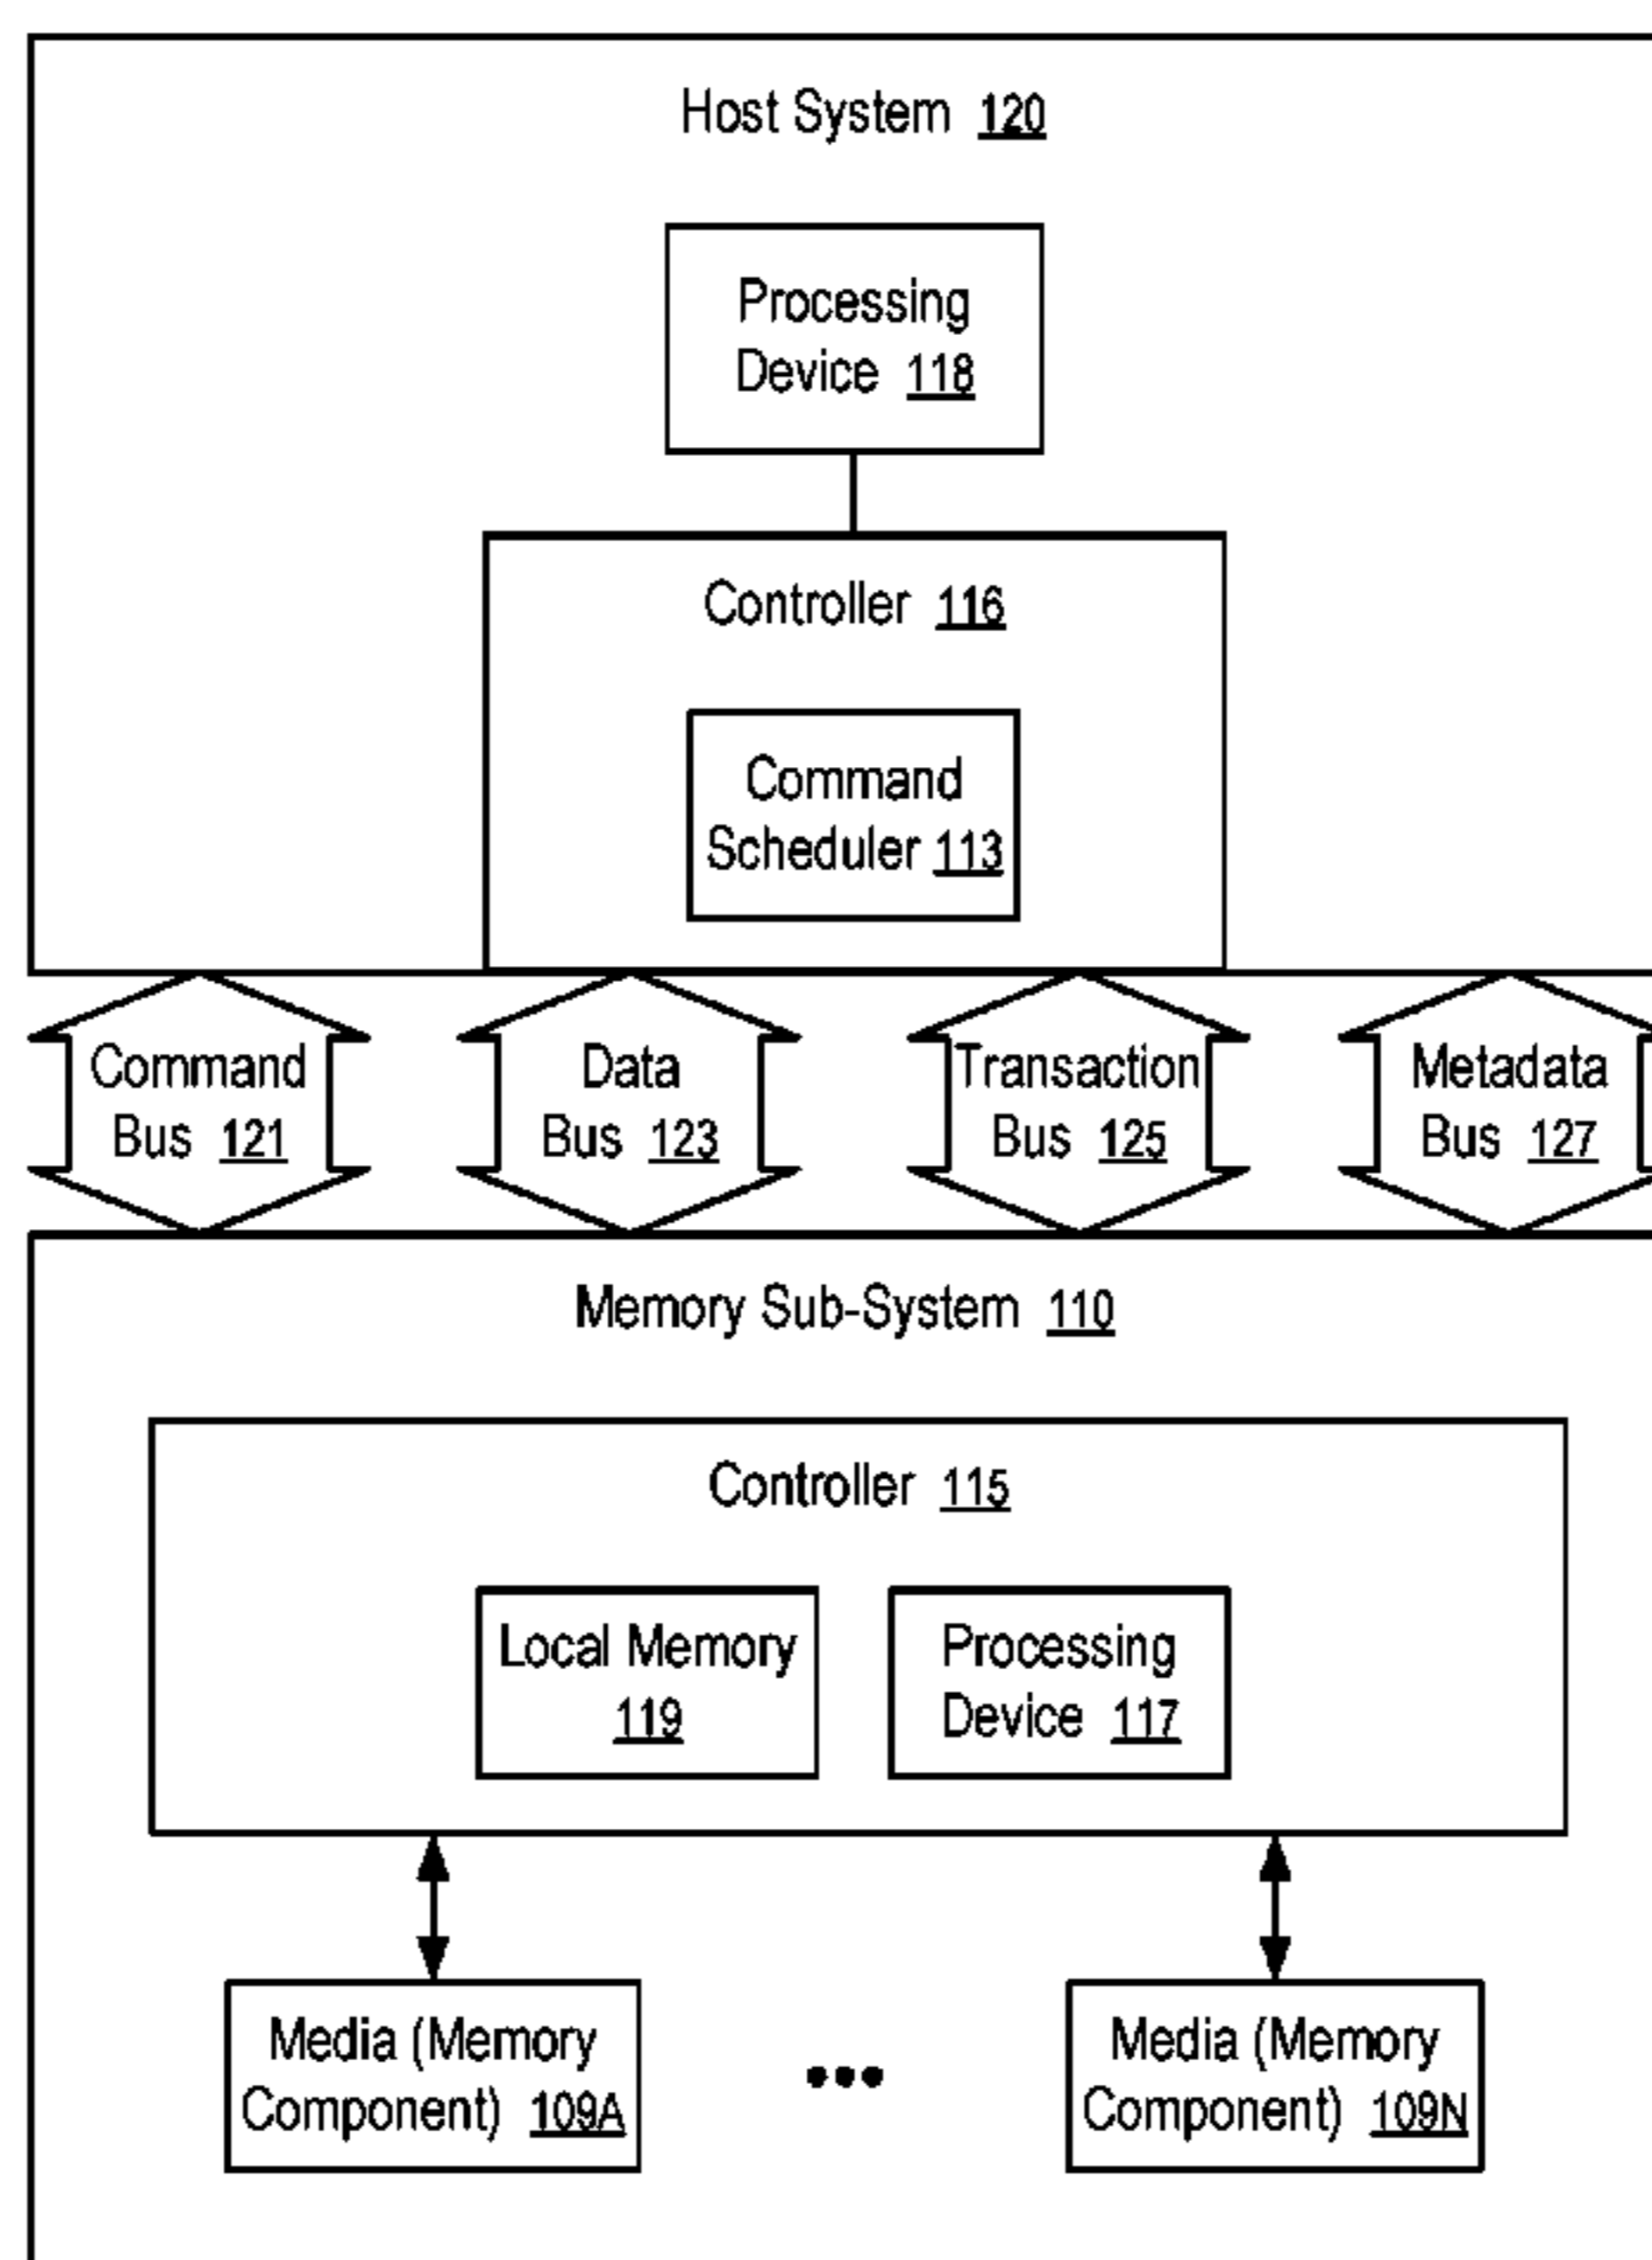 Host System 120
Processing
Device 118
Controller 116
Command
Scheduler 113
Command
Bus 121
Data
Bus 123
Transaction
Bus 125
Metadata
Bus 127
Memory Sub-System 110
Controller 115
Local Memory
119
Processing
Device 117
Media (Memory
Component) 109A
Media (Memory
Component) 109N